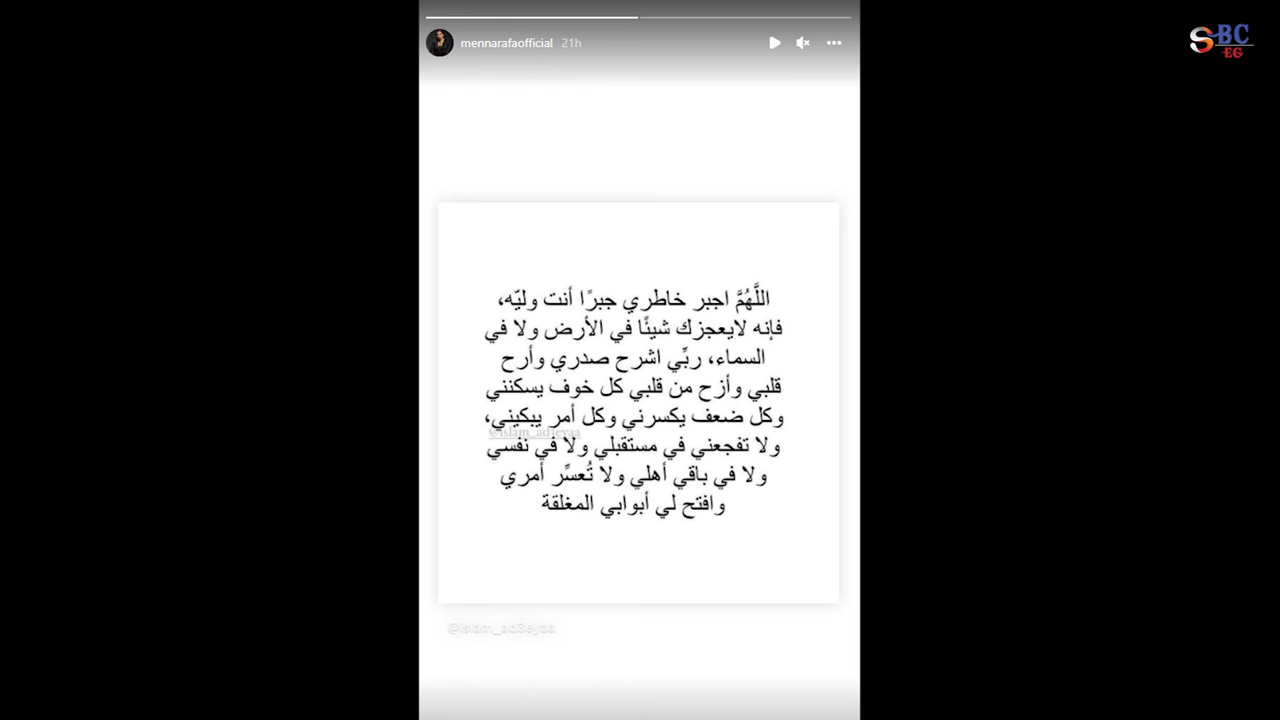 mennarafaofficial 21h
SBC
EG
اللَّهُمَّ اجبر خاطري جبرًا أنت وليّه،
فإنه لايعجزك شيئًا في الأرض ولا في
السماء، ربِّي اشرح صدري وأرح
قلبي وأزح من قلبي كل خوف يسكنني
وكل ضعف يكسرني وكل أمر يبكيني،
@islam_ad3eyaa
ولا تفجعني في مستقبلي ولا في نفسي
ولا في باقي أهلي ولا تُعسِّر أمري
وافتح لي أبوابي المغلقة
@islam_ad3eyaa